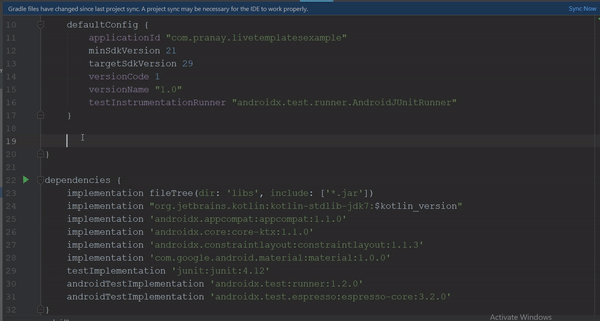 Gradle files have changed since last project sync. A project sync may be necessary for the IDE to work properly. Sync Now
10 defaultConfig {
11 applicationId "com.pranay.livetemplatesexample"
12 minSdkVersion 21
13 targetSdkVersion 29
14 versionCode 1
15 versionName "1.0"
16 testInstrumentationRunner "androidx.test.runner.AndroidJUnitRunner"
17 }
18
19
20 }
21
22 dependencies {
23 implementation fileTree(dir: 'libs', include: ['*.jar'])
24 implementation "org.jetbrains.kotlin:kotlin-stdlib-jdk7:$kotlin_version"
25 implementation 'androidx.appcompat:appcompat:1.1.0'
26 implementation 'androidx.core:core-ktx:1.1.0'
27 implementation 'androidx.constraintlayout:constraintlayout:1.1.3'
28 implementation 'com.google.android.material:material:1.0.0'
29 testImplementation 'junit:junit:4.12'
30 androidTestImplementation 'androidx.test:runner:1.2.0'
31 androidTestImplementation 'androidx.test.espresso:espresso-core:3.2.0'
32 }
Activate Windows